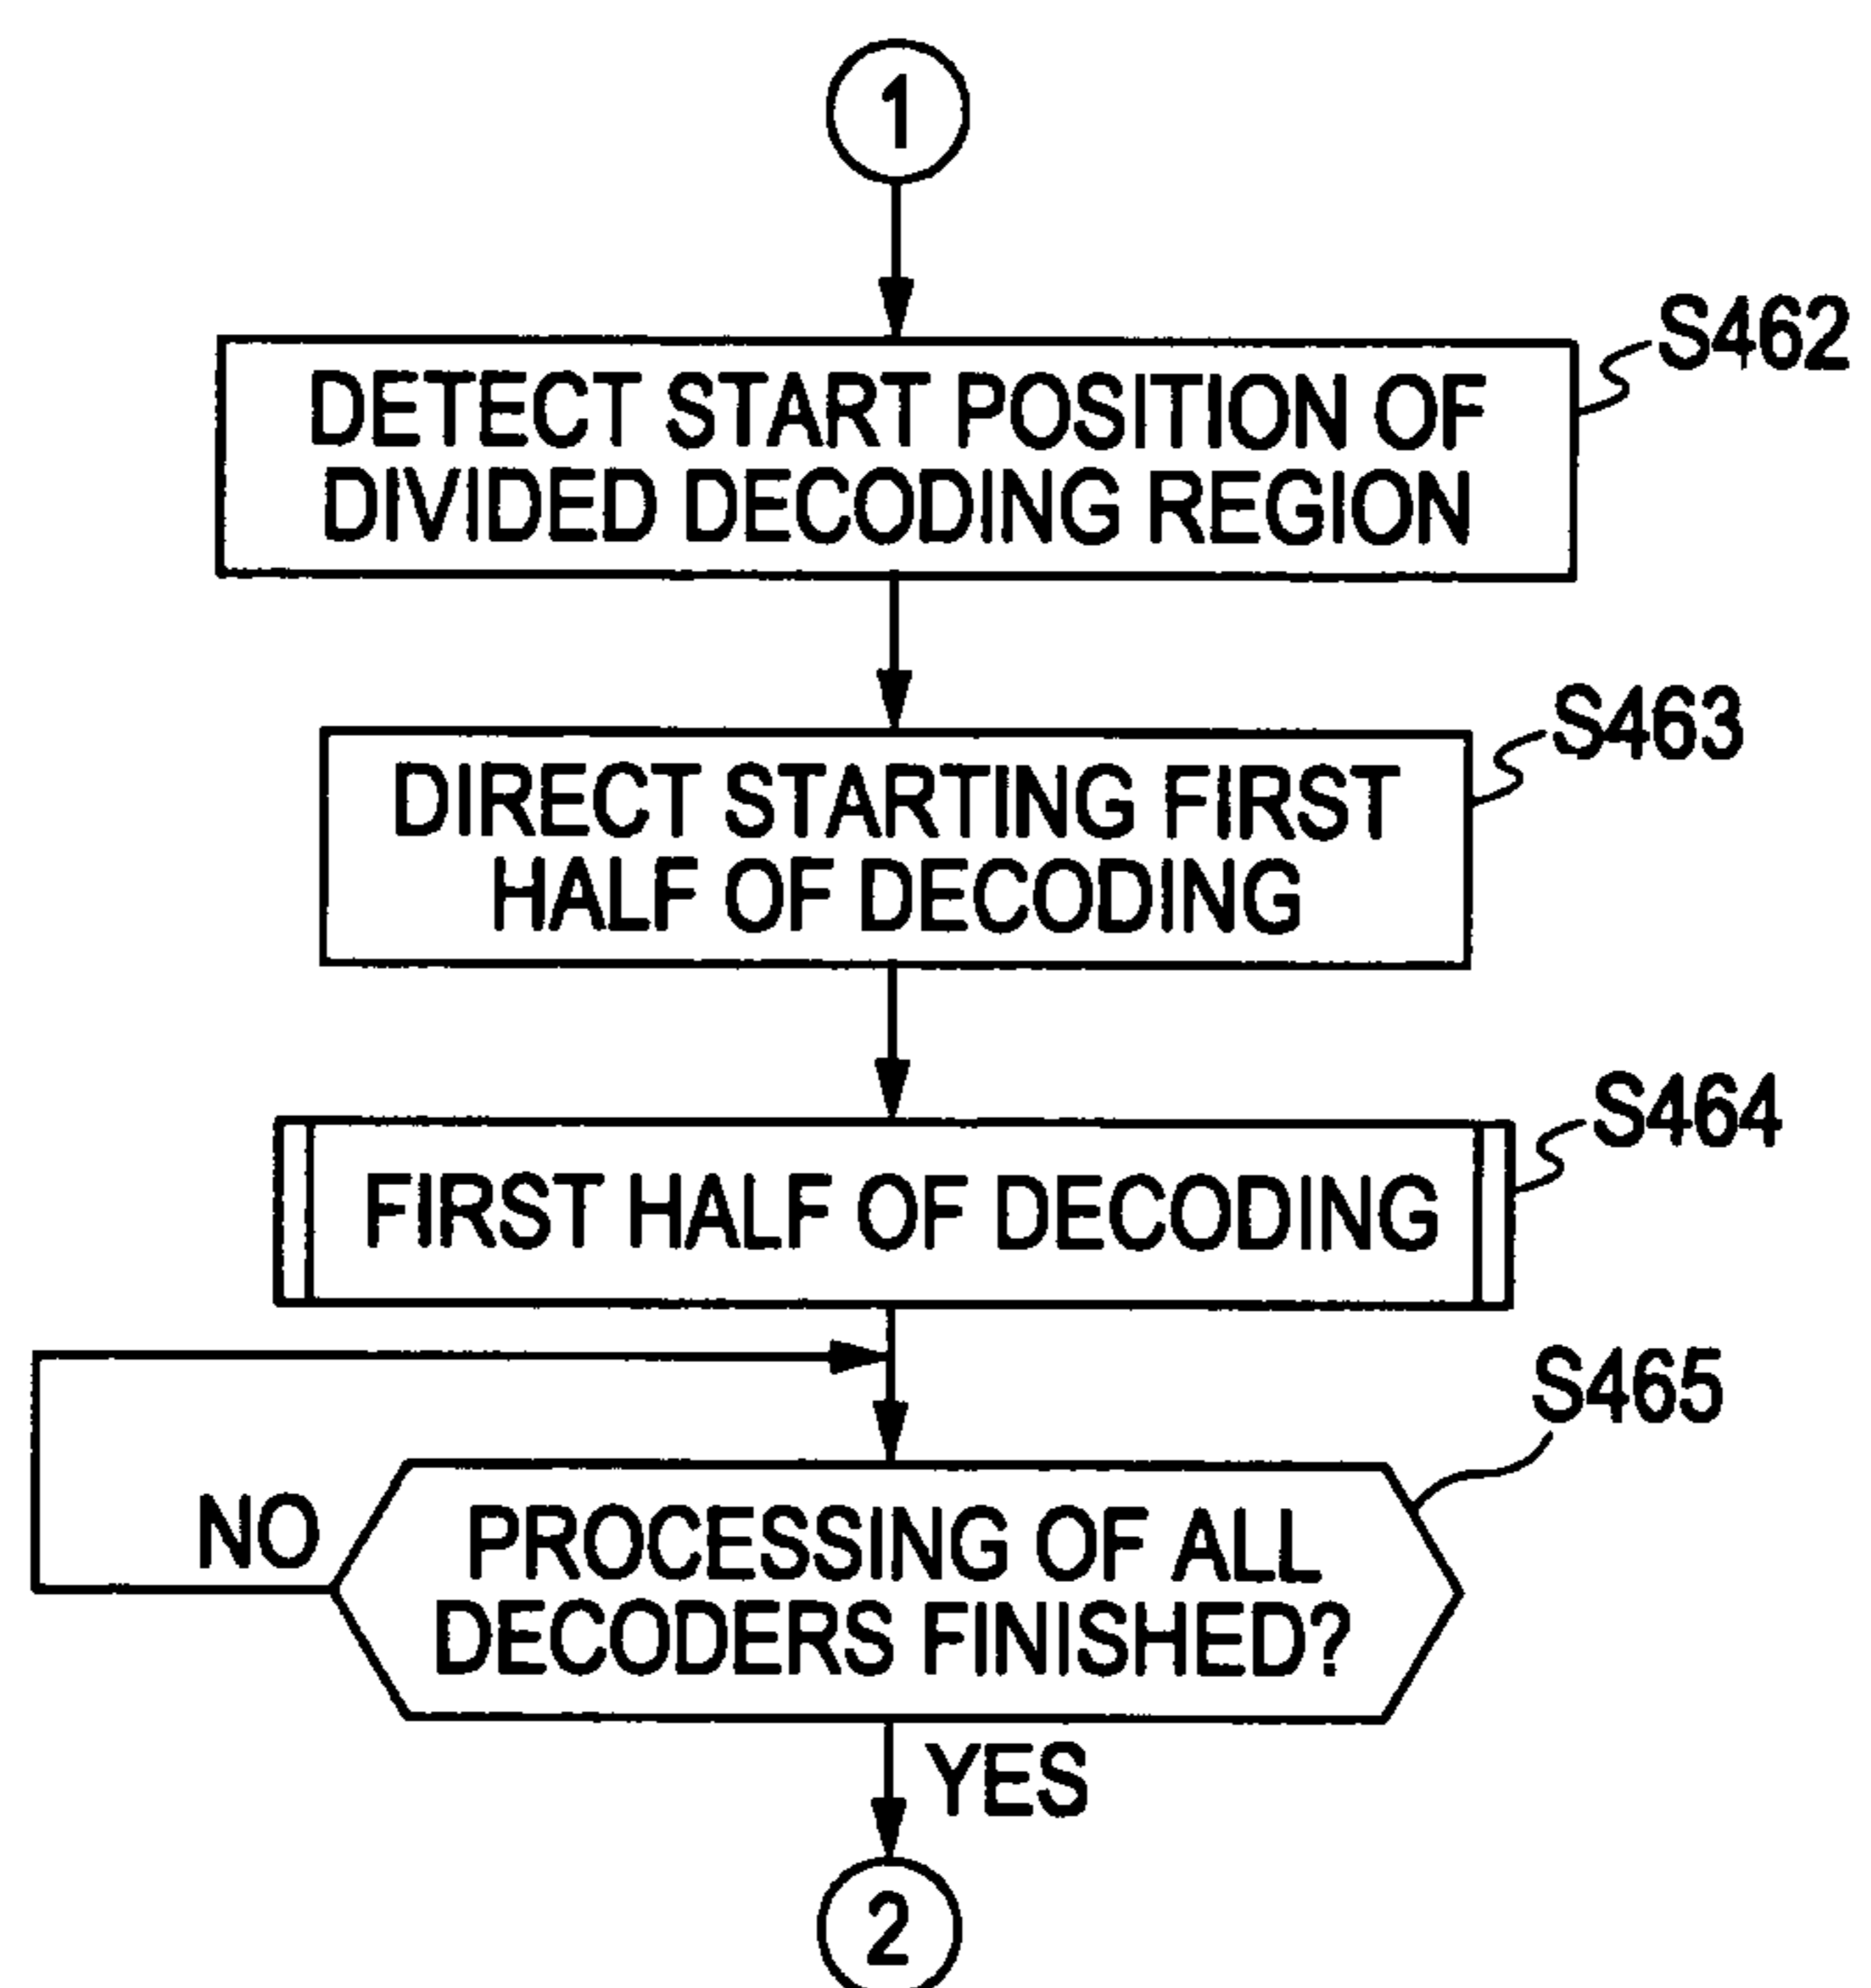 1
S462
DETECT START POSITION OF
DIVIDED DECODING REGION
S463
DIRECT STARTING FIRST
HALF OF DECODING
S464
FIRST HALF OF DECODING
S465
NO
PROCESSING OF ALL
DECODERS FINISHED?
YES
2